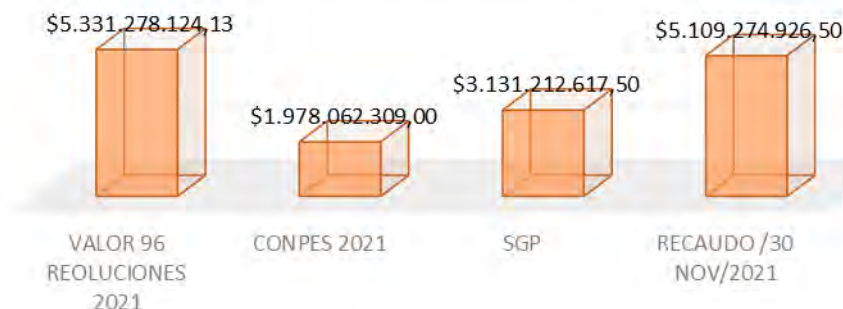 $5.331.278.124,13
$1.978.062.309,00
$3.131.212.617,50
$5.109.274.926,50
VALOR 96
REOLUCIONES
2021
CONPES 2021
SGP
RECAUDO /30
NOV/2021